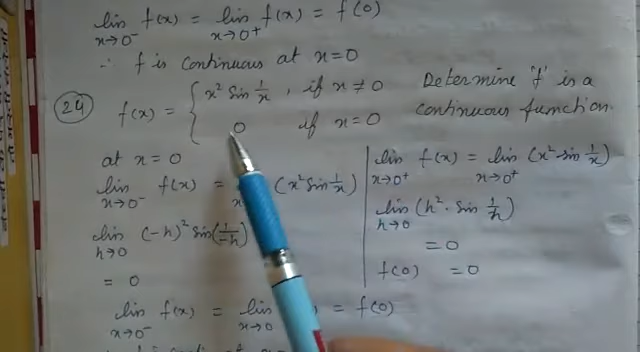 lim x→0⁻ f(x) = lim x→0⁺ f(x) = f(0)
∴ f is continuous at x=0
(24) f(x) = { x² sin 1/x , if x ≠ 0 Determine 'f' is a
0 if x = 0 continuous function.
at x = 0
lim x→0⁻ f(x) = x (x² sin 1/x)
lim h→0 (-h)² sin(1/-h)
= 0
lim x→0⁺ f(x) = lim x→0⁺ (x² sin 1/x)
lim h→0 (h². sin 1/h)
= 0
f(0) = 0
lim x→0⁻ f(x) = lim x→0 ) = f(0)